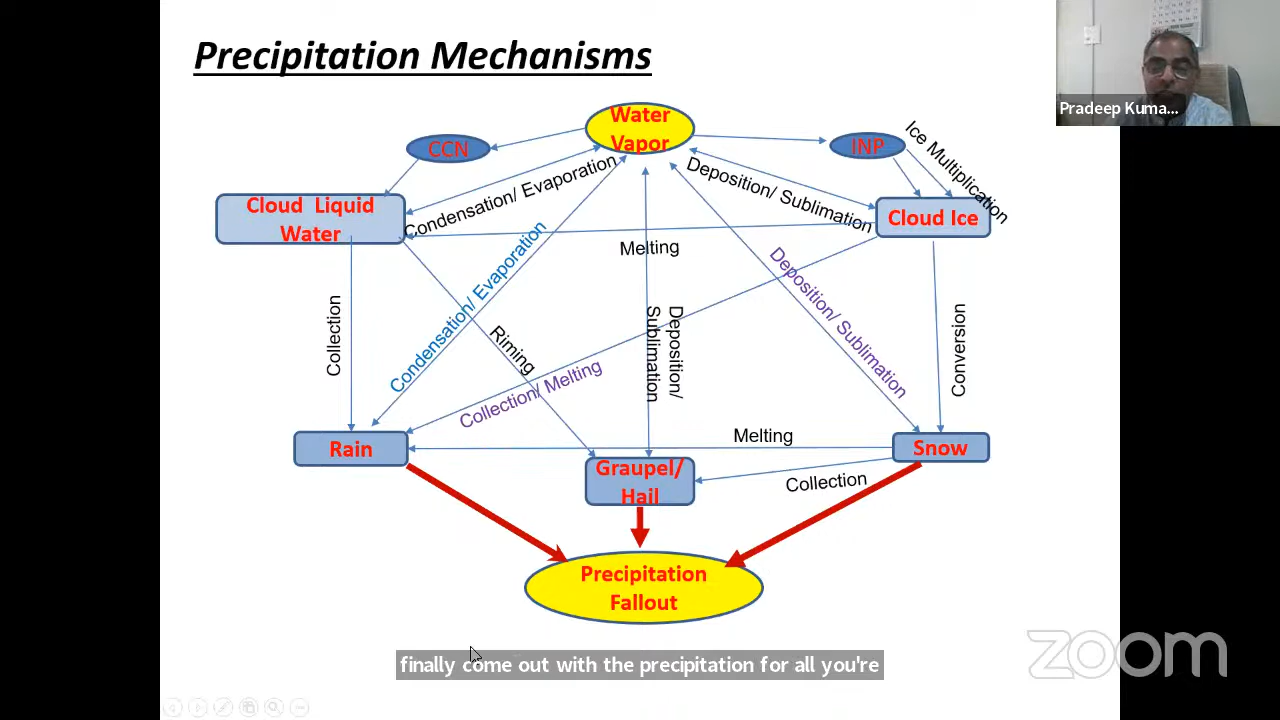 Precipitation Mechanisms
Pradeep Kuma...
Water
Vapor
CCN
INP
Ice Multiplication
Condensation/ Evaporation
Deposition/ Sublimation
Cloud Liquid
Water
Cloud Ice
Melting
Collection
Condensation/ Evaporation
Riming
Deposition/
Sublimation
Deposition/ Sublimation
Conversion
Collection/ Melting
Rain
Melting
Snow
Graupel/
Hail
Collection
Precipitation
Fallout
finally come out with the precipitation for all you're
zoom